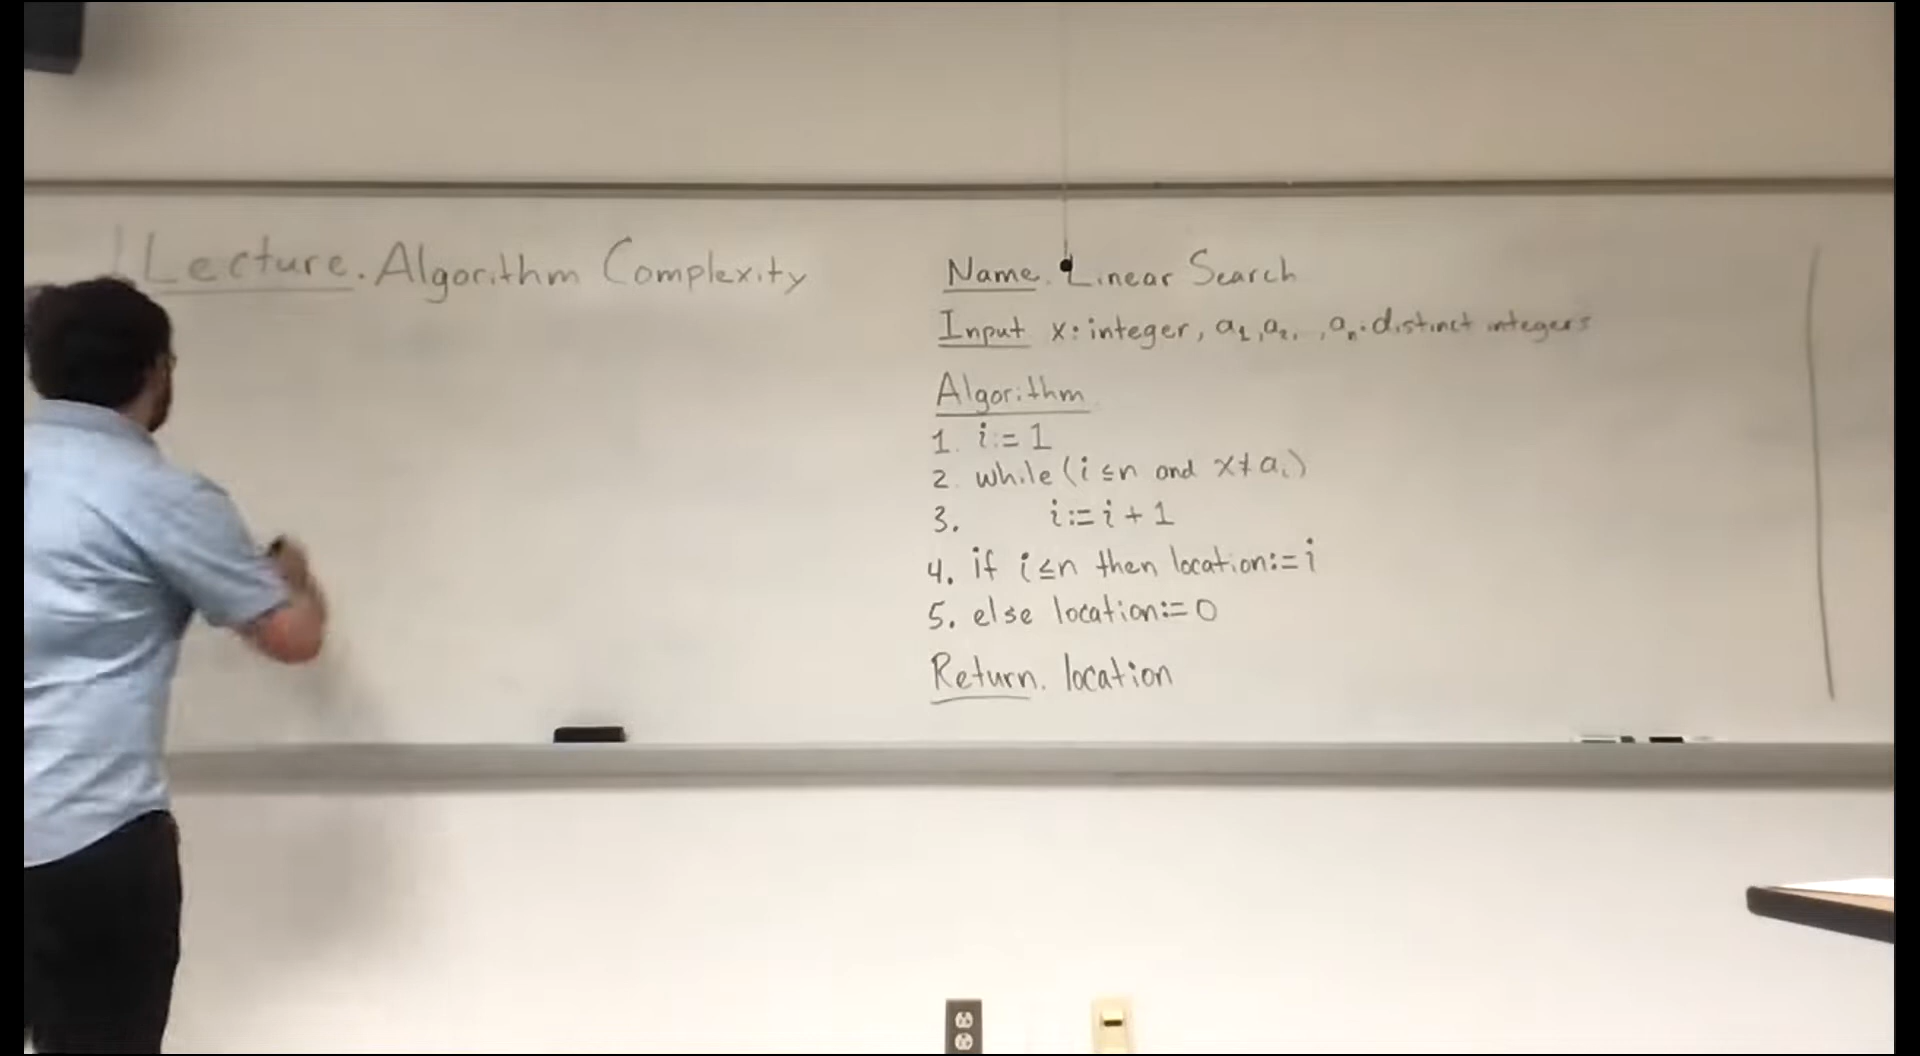 Lecture. Algorithm Complexity
Name. Linear Search
Input x: integer, a₁, a₂, , aₙ: distinct integers
Algorithm
1. i := 1
2. while (i ≤ n and x ≠ aᵢ)
3. i := i + 1
4. if i ≤ n then location := i
5. else location := 0
Return. location